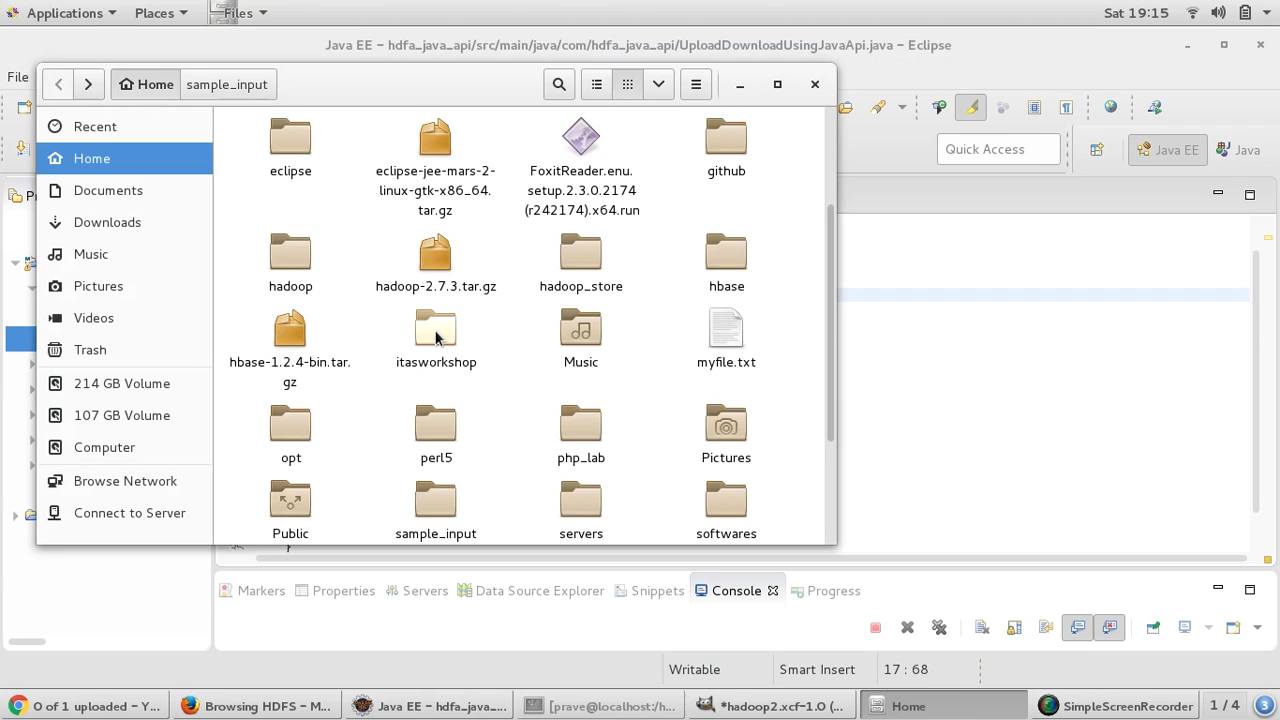 Applications Places Files Sat 19:15
Java EE – hdfa_java_api/src/main/java/com/hdfa_java_api/UploadDownloadUsingJavaApi.java – Eclipse
File
Home sample_input
Quick Access Java EE Java
Recent
Home
Documents
Downloads
Music
Pictures
Videos
Trash
214 GB Volume
107 GB Volume
Computer
Browse Network
Connect to Server
eclipse
eclipse-jee-mars-2-
linux-gtk-x86_64.
tar.gz
FoxitReader.enu.
setup.2.3.0.2174
(r242174).x64.run
github
hadoop
hadoop-2.7.3.tar.gz
hadoop_store
hbase
hbase-1.2.4-bin.tar.
gz
itasworkshop
Music
myfile.txt
opt
perl5
php_lab
Pictures
Public
sample_input
servers
softwares
Markers Properties Servers Data Source Explorer Snippets Console Progress
Writable Smart Insert 17 : 68
0 of 1 uploaded – Y... Browsing HDFS – M... Java EE – hdfa_java_... [prave@localhost:/h... *hadoop2.xcf–1.0 (... Home SimpleScreenRecorder 1 / 4 3